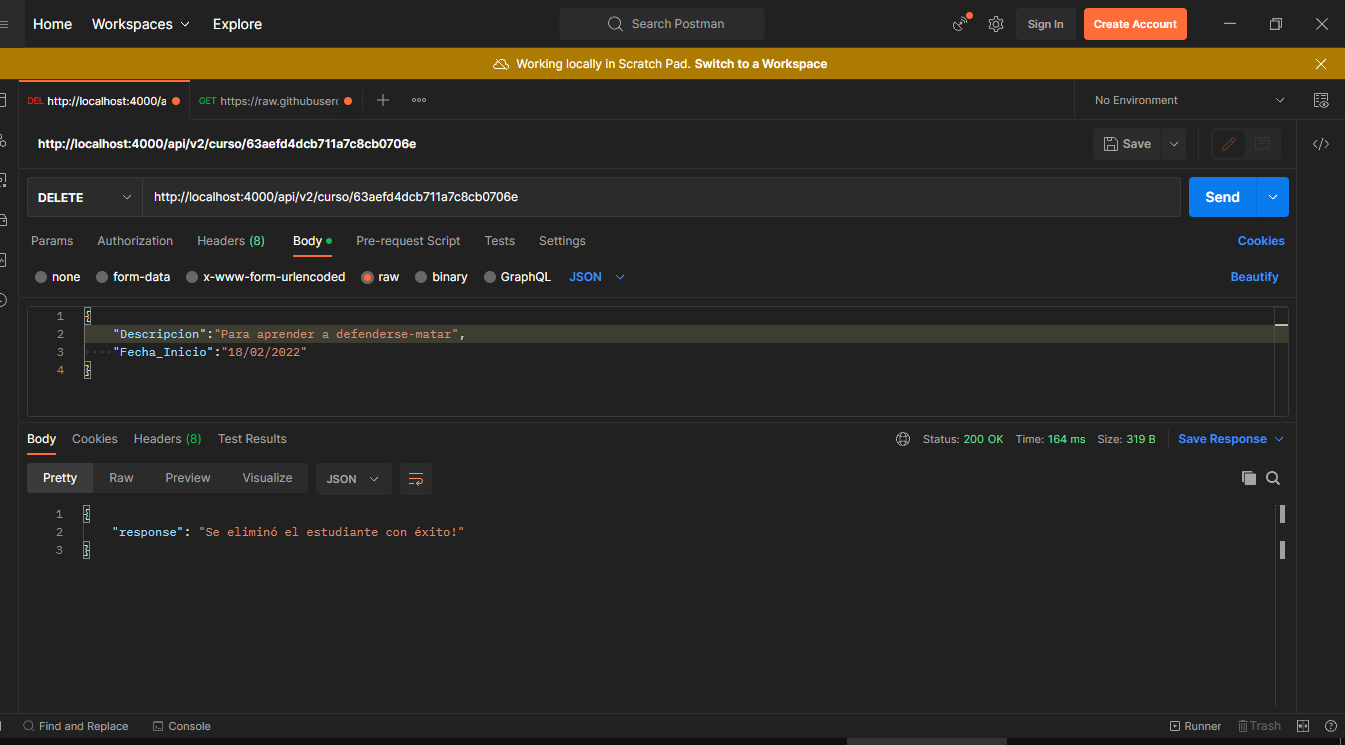 Home Workspaces Explore Search Postman Sign In Create Account
Working locally in Scratch Pad. Switch to a Workspace
DEL http://localhost:4000/a GET https://raw.githubuserc No Environment
http://localhost:4000/api/v2/curso/63aefd4dcb711a7c8cb0706e Save
DELETE http://localhost:4000/api/v2/curso/63aefd4dcb711a7c8cb0706e Send
Params Authorization Headers (8) Body Pre-request Script Tests Settings Cookies
none form-data x-www-form-urlencoded raw binary GraphQL JSON Beautify
1 {
2 "Descripcion":"Para aprender a defenderse-matar",
3 "Fecha_Inicio":"18/02/2022"
4 }
Body Cookies Headers (8) Test Results Status: 200 OK Time: 164 ms Size: 319 B Save Response
Pretty Raw Preview Visualize JSON
1 {
2 "response": "Se eliminó el estudiante con éxito!"
3 }
Find and Replace Console Runner Trash